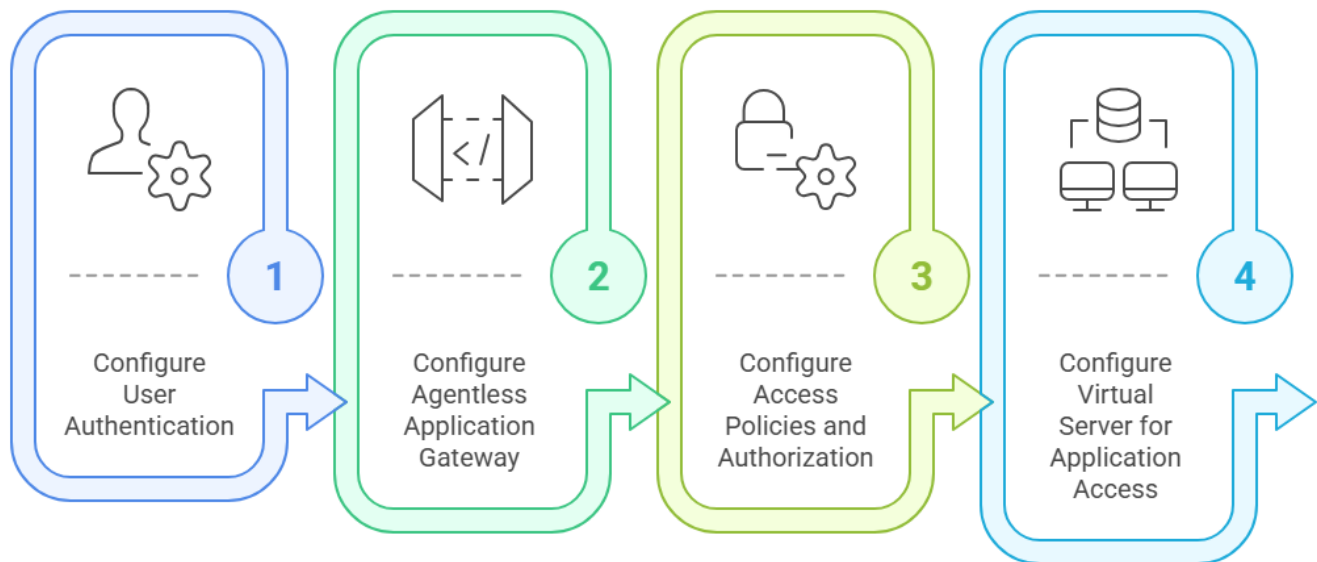 </
1
Configure
User
Authentication
2
Configure
Agentless
Application
Gateway
3
Configure
Access
Policies and
Authorization
4
Configure
Virtual
Server for
Application
Access